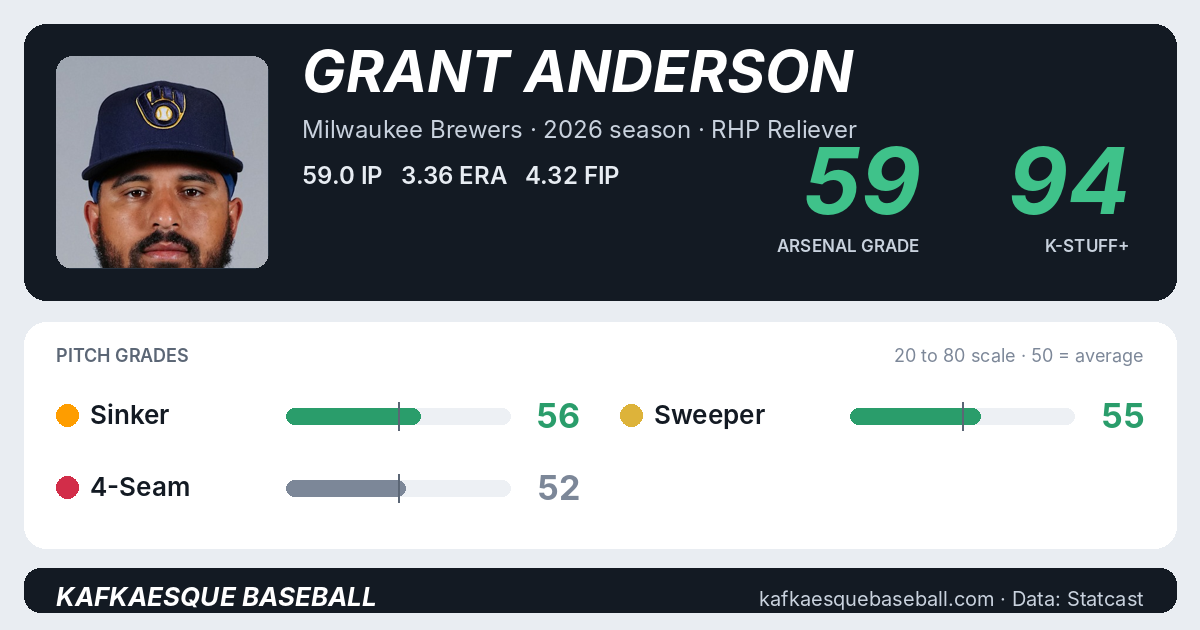 GRANT ANDERSON
Milwaukee Brewers · 2026 season · RHP Reliever
59.0 IP 3.36 ERA 4.32 FIP
59 94
ARSENAL GRADE K-STUFF+
PITCH GRADES 20 to 80 scale · 50 = average
Sinker 56 Sweeper 55
4-Seam 52
KAFKAESQUE BASEBALL kafkaesquebaseball.com · Data: Statcast